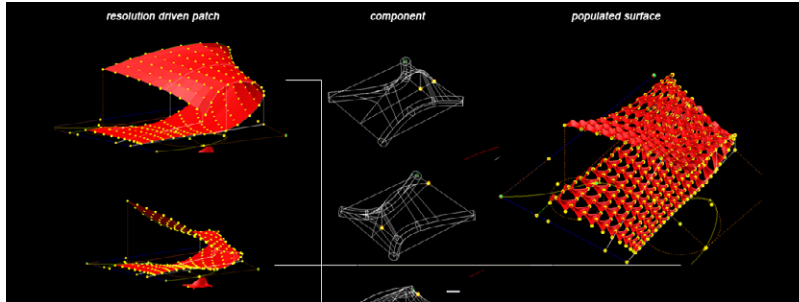 resolution driven patch
component
populated surface